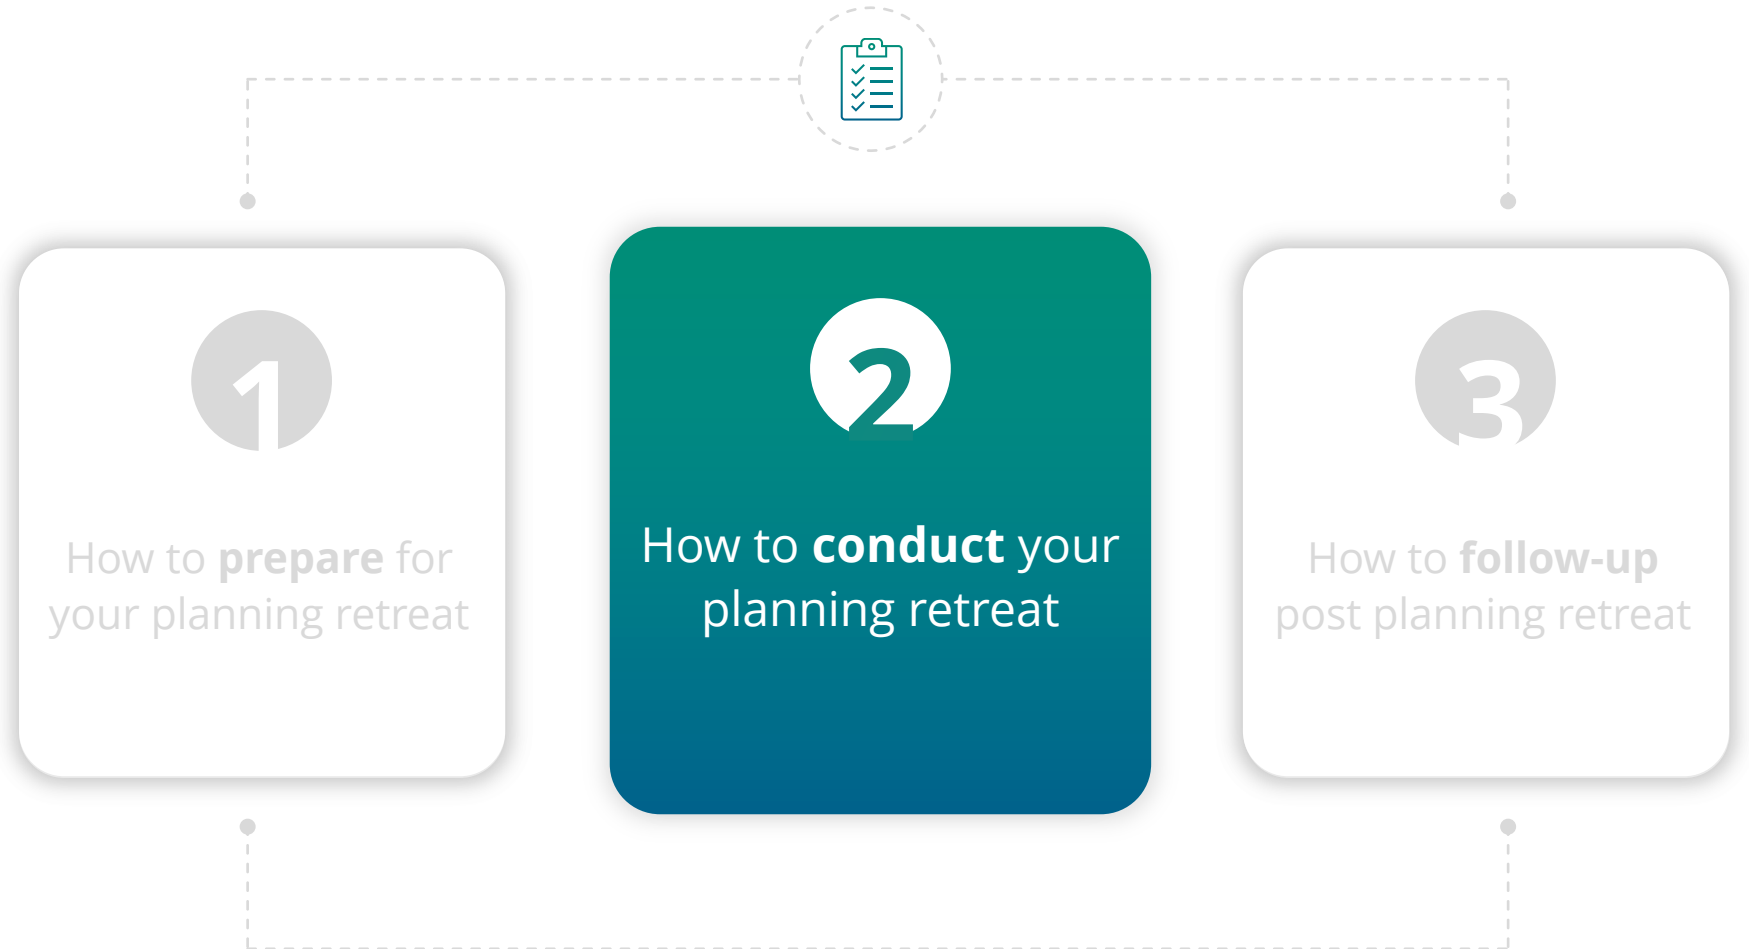 1
How to prepare for
your planning retreat
2
How to conduct your
planning retreat
3
How to follow-up
post planning retreat